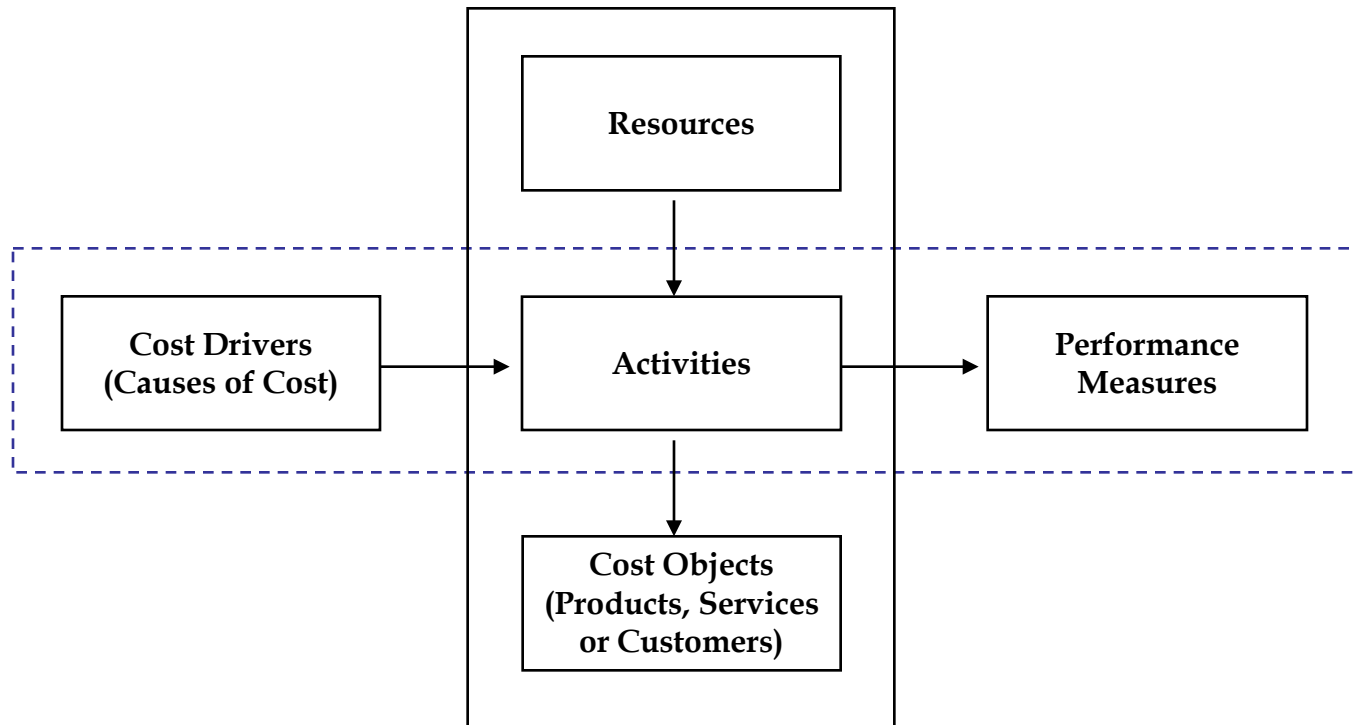 Resources
Cost Drivers
(Causes of Cost)
Activities
Performance
Measures
Cost Objects
(Products, Services
or Customers)